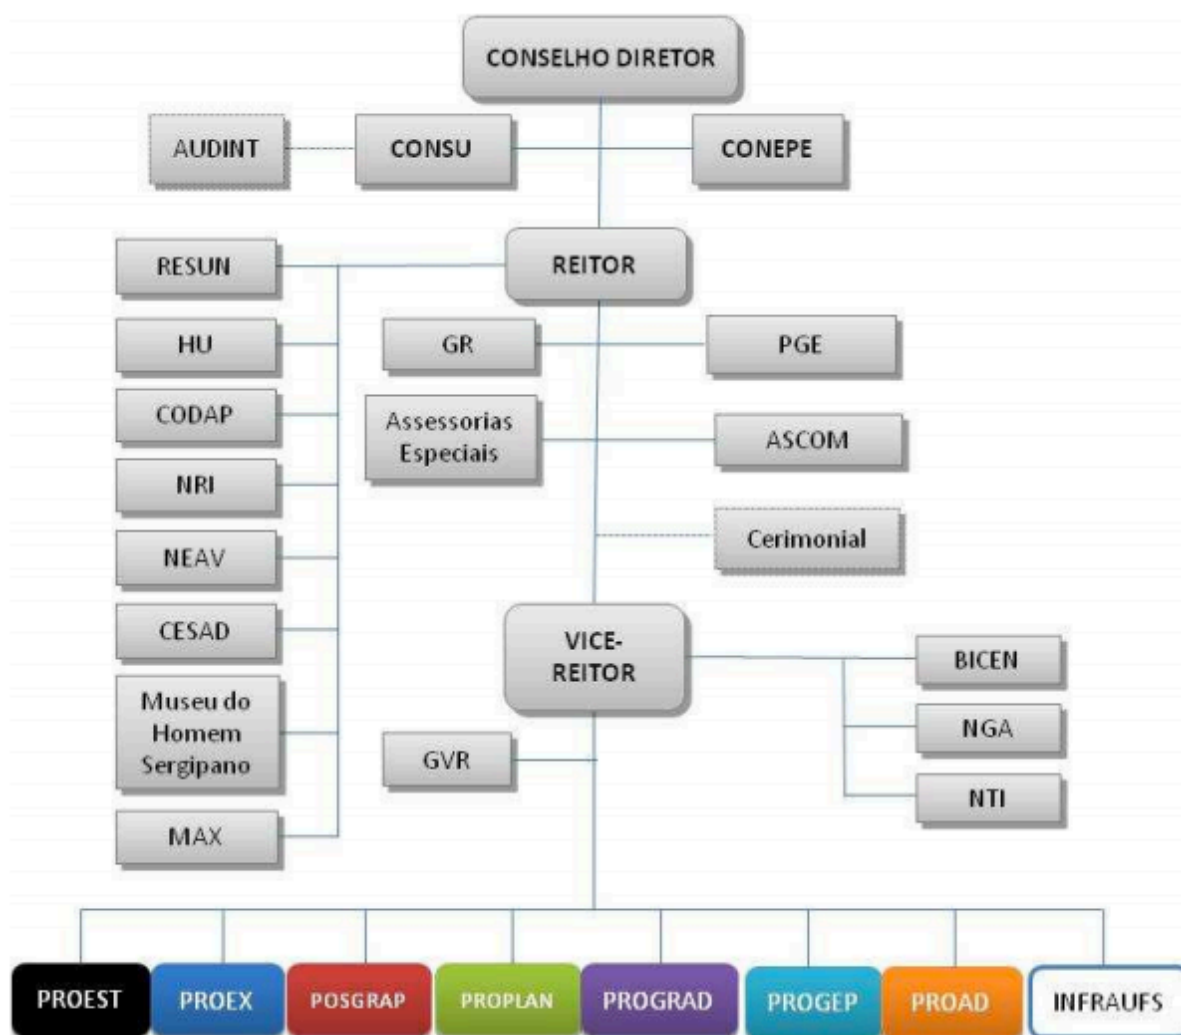 CONSELHO DIRETOR
AUDINT
CONSU
CONEPE
REITOR
RESUN
HU
CODAP
NRI
NEAV
CESAD
Museu do
Homem
Sergipano
MAX
GR
PGE
Assessorias
Especiais
ASCOM
Cerimonial
VICE-
REITOR
BICEN
NGA
NTI
GVR
PROEST
PROEX
POSGRAP
PROPLAN
PROGRAD
PROGEP
PROAD
INFRAUFS